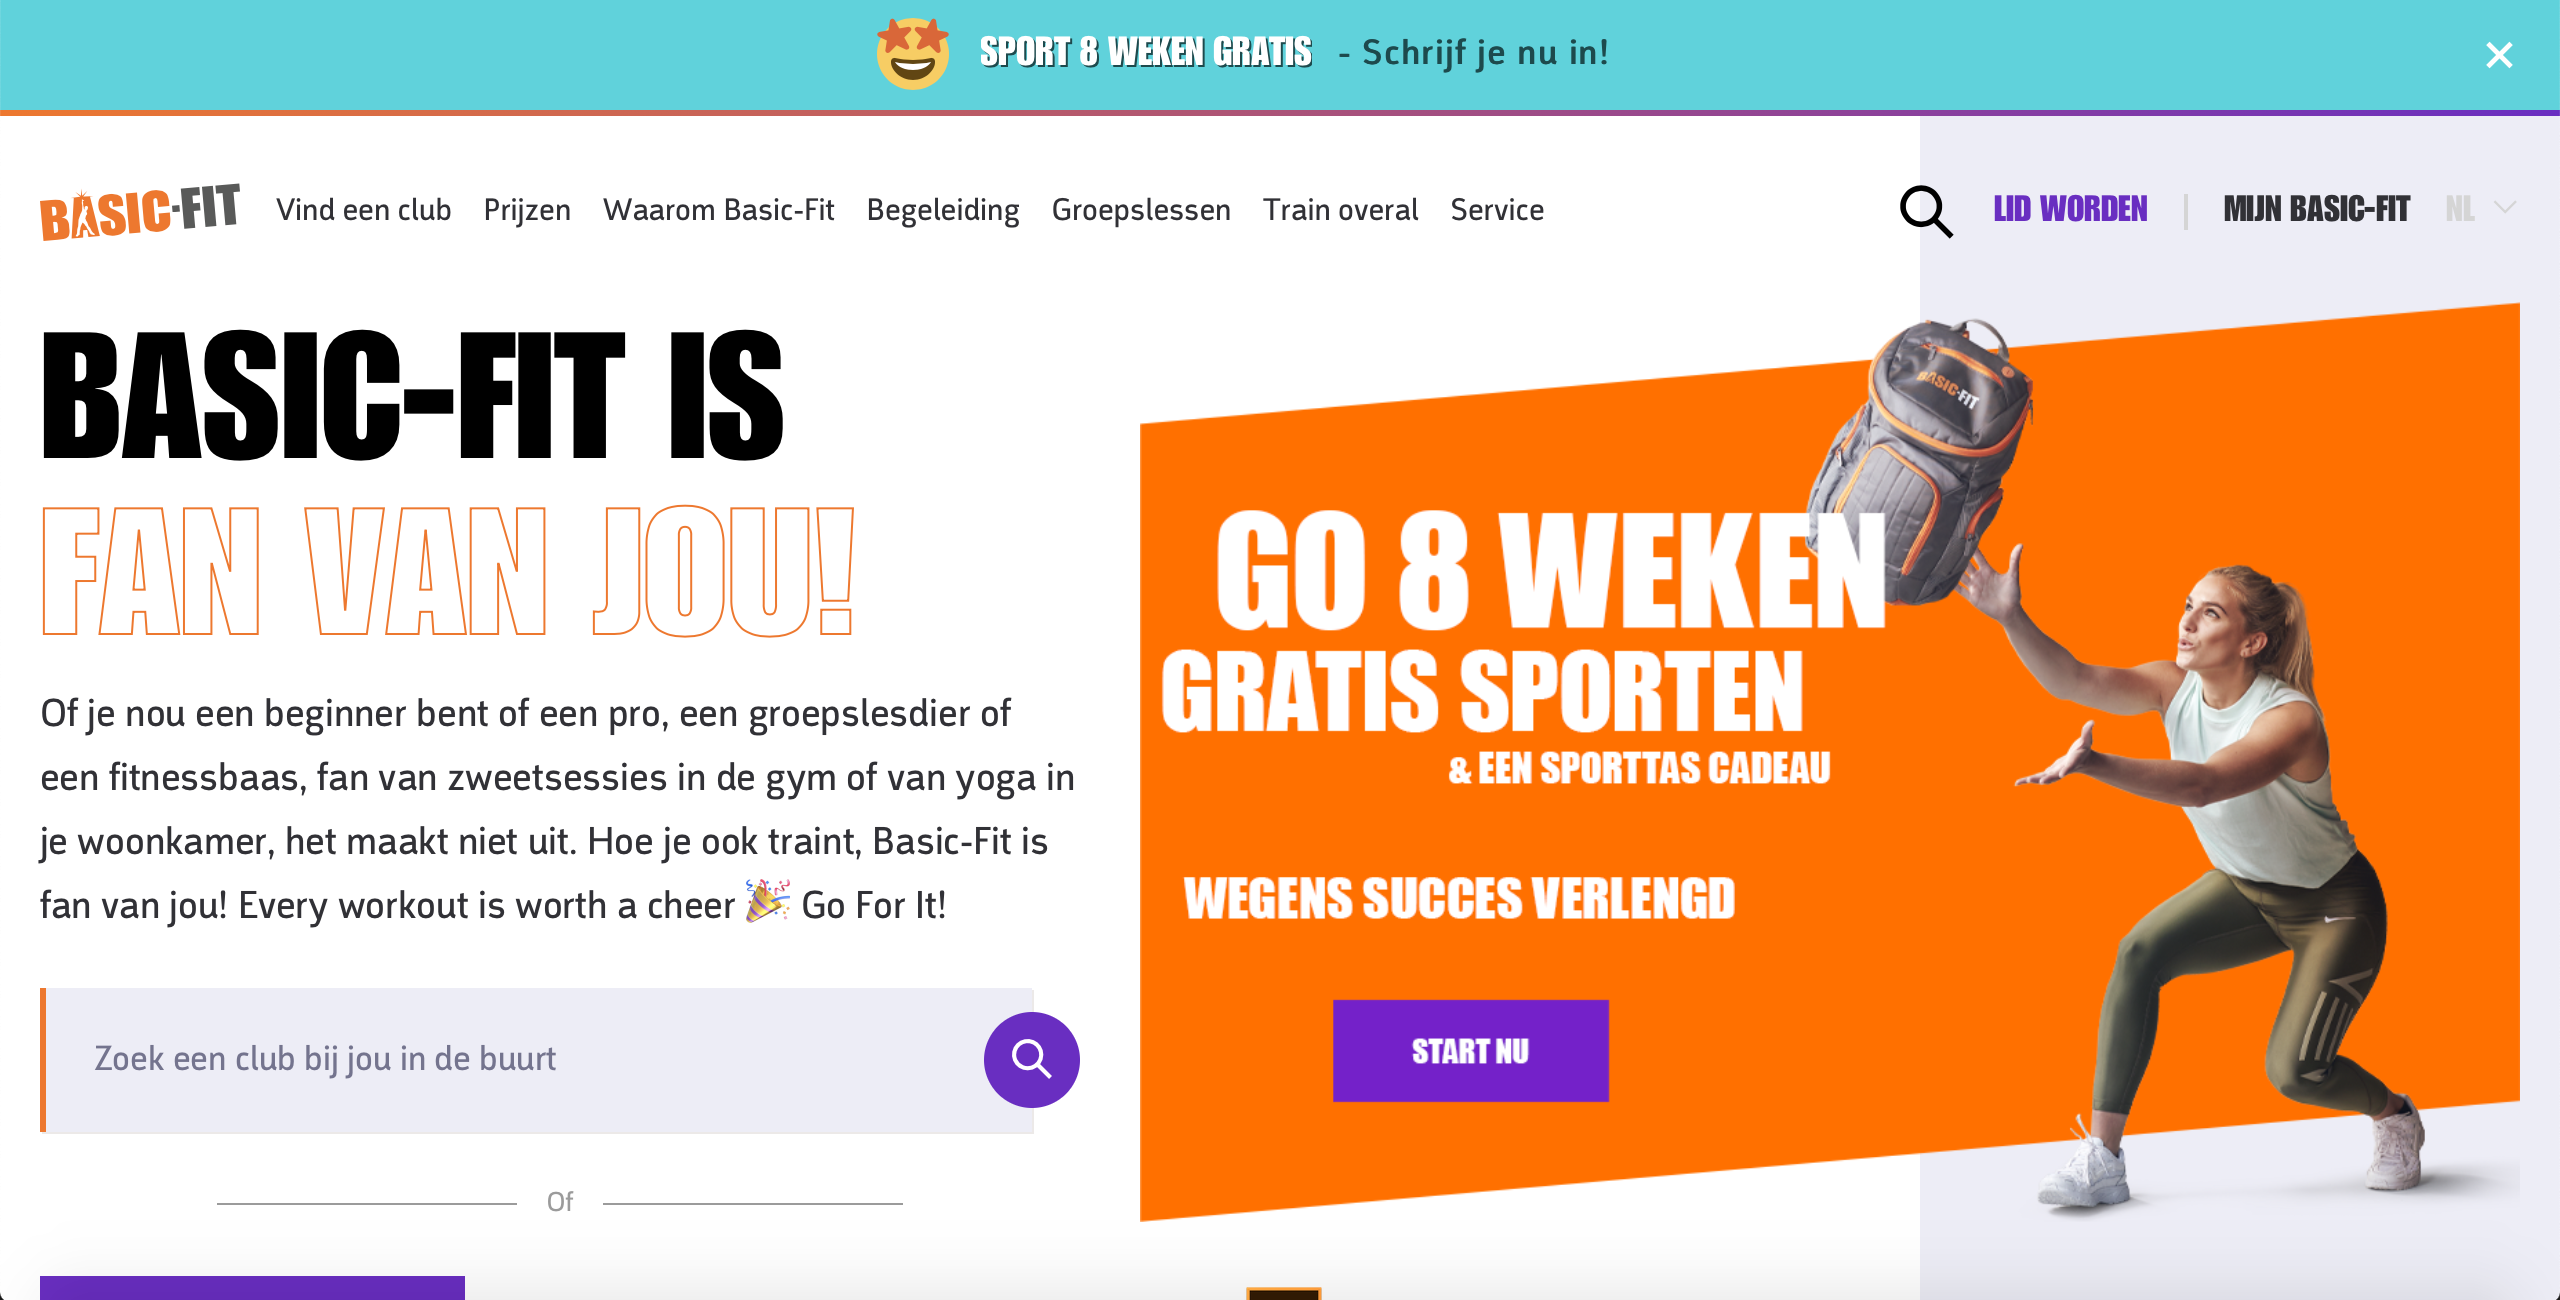 SPORT 8 WEKEN GRATIS - Schrijf je nu in!
BASIC-FIT Vind een club Prijzen Waarom Basic-Fit Begeleiding Groepslessen Train overal Service LID WORDEN MIJN BASIC-FIT NL
BASIC-FIT IS
FAN VAN JOU!
Of je nou een beginner bent of een pro, een groepslesdier of
een fitnessbaas, fan van zweetsessies in de gym of van yoga in
je woonkamer, het maakt niet uit. Hoe je ook traint, Basic-Fit is
fan van jou! Every workout is worth a cheer 🎉 Go For It!
Zoek een club bij jou in de buurt
Of
BASIC-FIT
GO 8 WEKEN
GRATIS SPORTEN
& EEN SPORTTAS CADEAU
WEGENS SUCCES VERLENGD
START NU